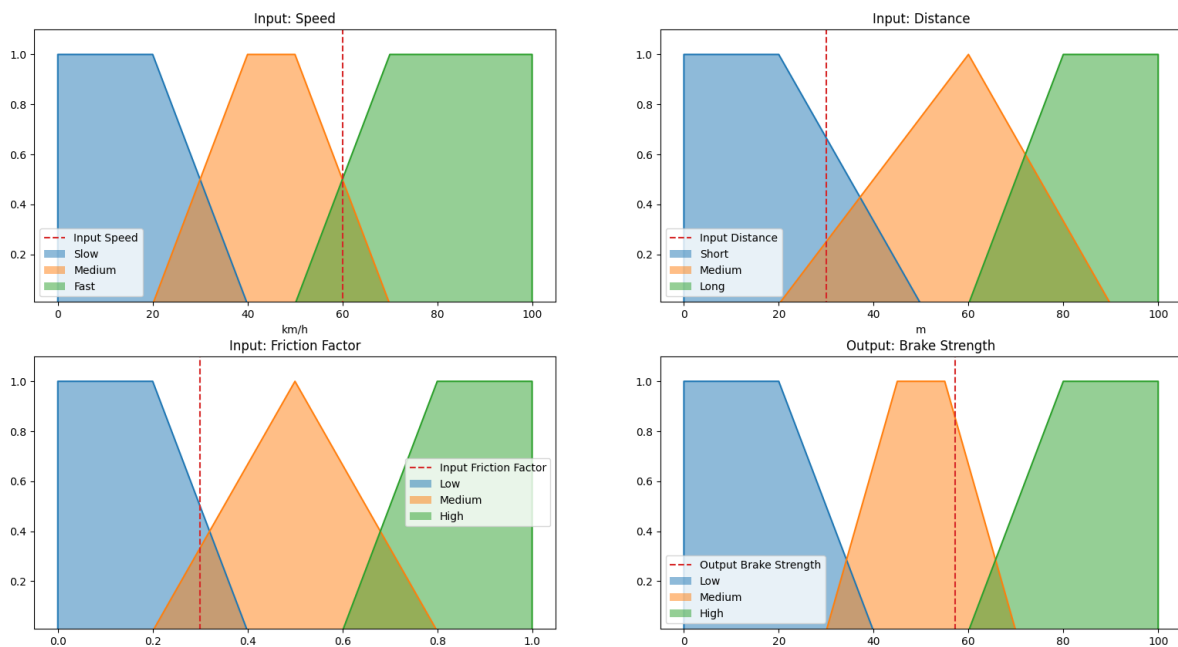 Input: Speed
1.0
0.8
0.6
0.4
0.2
Input Speed
Slow
Medium
Fast
0 20 40 60 80 100
km/h
Input: Distance
1.0
0.8
0.6
0.4
0.2
Input Distance
Short
Medium
Long
0 20 40 60 80 100
m
Input: Friction Factor
1.0
0.8
0.6
0.4
0.2
Input Friction Factor
Low
Medium
High
0.0 0.2 0.4 0.6 0.8 1.0
Output: Brake Strength
1.0
0.8
0.6
0.4
0.2
Output Brake Strength
Low
Medium
High
0 20 40 60 80 100